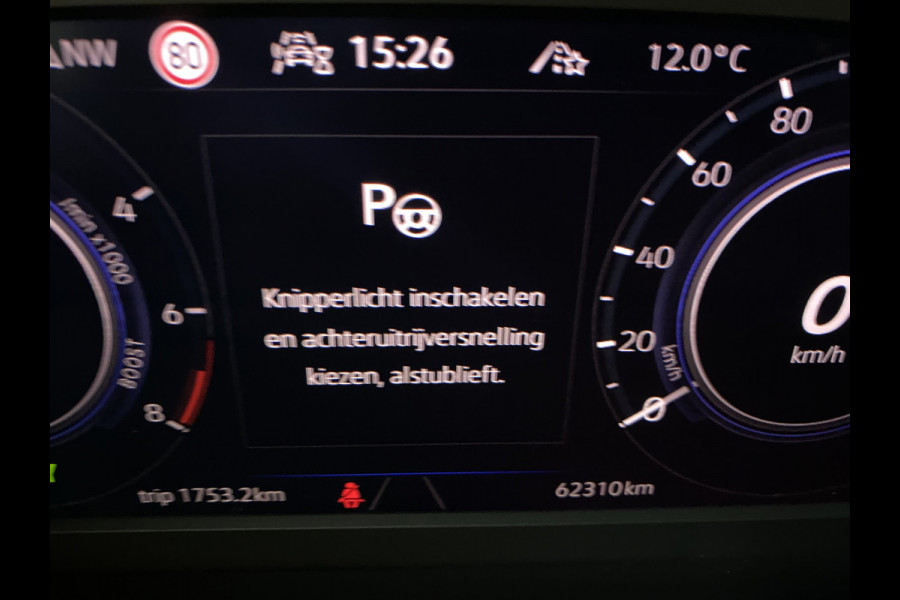 NW 80 15:26 12.0°C
P
Knipperlicht inschakelen
en achteruitrijversnelling
kiezen, alstublieft.
4
6
8
1/min x1000
BOOST
80
60
40
20
0
km/h
0
km/h
trip 1753.2km
62310km